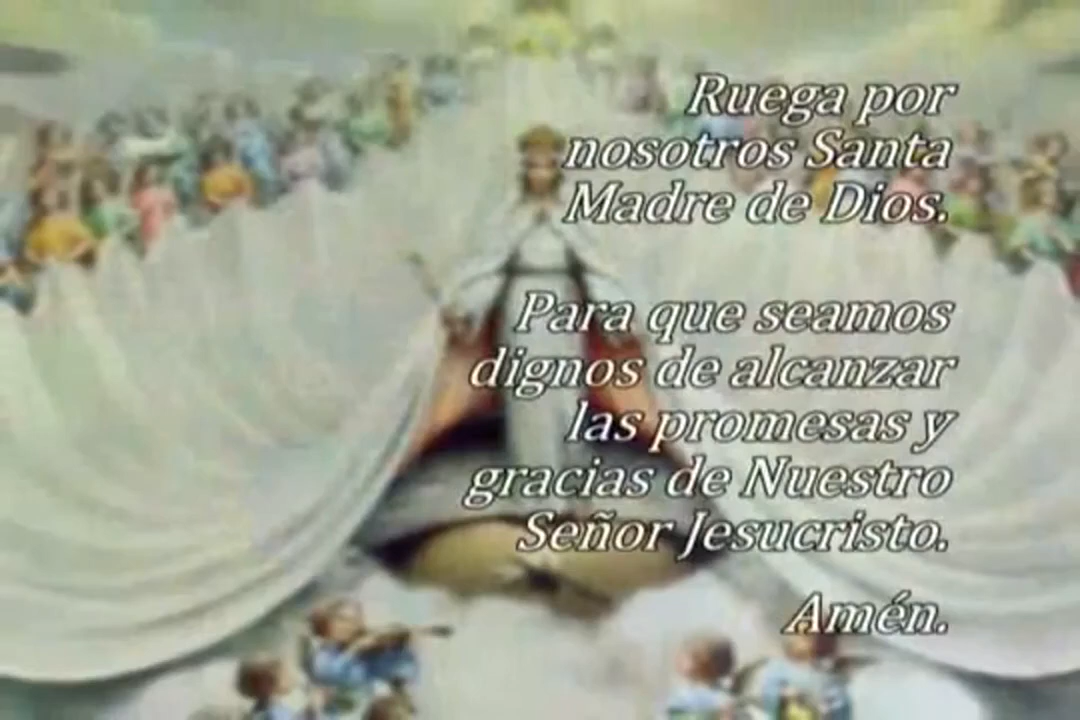 Ruega por
nosotros Santa
Madre de Dios.
Para que seamos
dignos de alcanzar
las promesas y
gracias de Nuestro
Señor Jesucristo.
Amén.